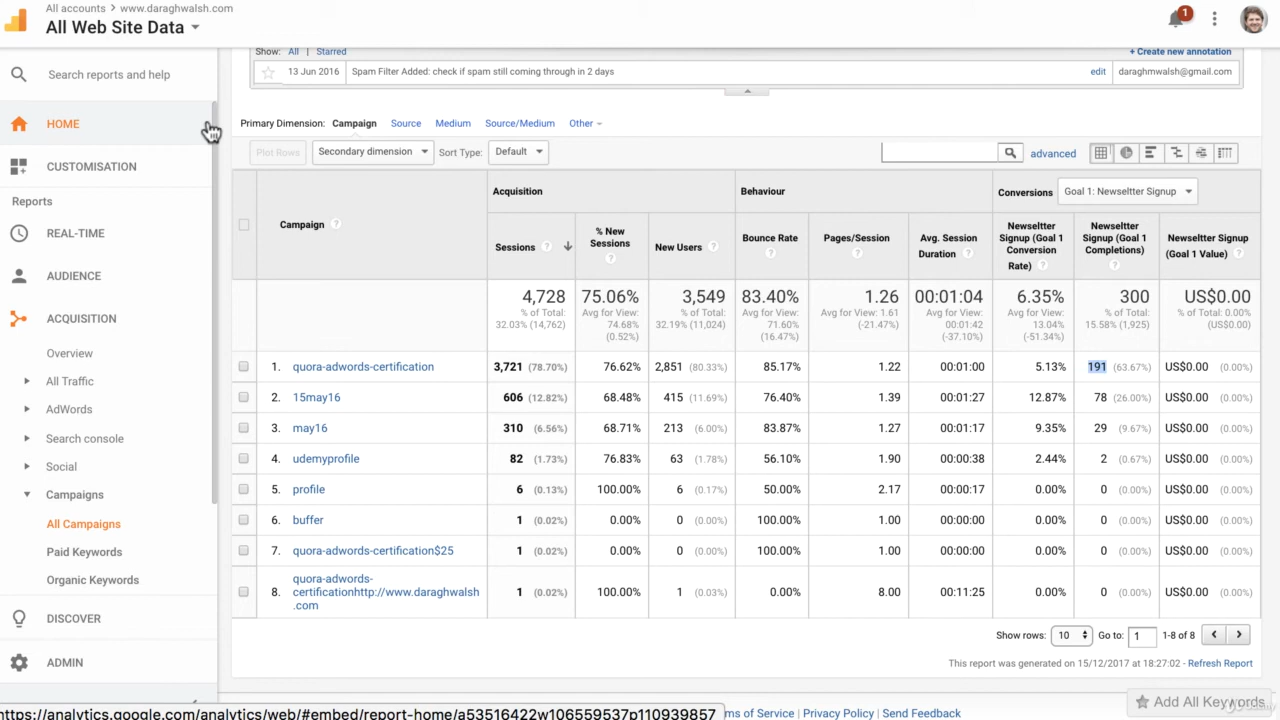 All accounts > www.daraghwalsh.com
All Web Site Data
1
Search reports and help
HOME
CUSTOMISATION
Reports
REAL-TIME
AUDIENCE
ACQUISITION
Overview
All Traffic
AdWords
Search console
Social
Campaigns
All Campaigns
Paid Keywords
Organic Keywords
DISCOVER
ADMIN
Show: All | Starred
+ Create new annotation
13 Jun 2016 Spam Filter Added: check if spam still coming through in 2 days edit daraghmwalsh@gmail.com
Primary Dimension: Campaign Source Medium Source/Medium Other
Plot Rows Secondary dimension Sort Type: Default advanced
Campaign ? Acquisition Behaviour Conversions Goal 1: Newseltter Signup
Sessions ? % New Sessions ? New Users ? Bounce Rate ? Pages/Session ? Avg. Session Duration ? Newseltter Signup (Goal 1 Conversion Rate) ? Newseltter Signup (Goal 1 Completions) ? Newseltter Signup (Goal 1 Value) ?
4,728 75.06% 3,549 83.40% 1.26 00:01:04 6.35% 300 US$0.00
% of Total: 32.03% (14,762) Avg for View: 74.68% (0.52%) % of Total: 32.19% (11,024) Avg for View: 71.60% (16.47%) Avg for View: 1.61 (-21.47%) Avg for View: 00:01:42 (-37.10%) Avg for View: 13.04% (-51.34%) % of Total: 15.58% (1,925) % of Total: 0.00% (US$0.00)
1. quora-adwords-certification 3,721 (78.70%) 76.62% 2,851 (80.33%) 85.17% 1.22 00:01:00 5.13% 191 (63.67%) US$0.00 (0.00%)
2. 15may16 606 (12.82%) 68.48% 415 (11.69%) 76.40% 1.39 00:01:27 12.87% 78 (26.00%) US$0.00 (0.00%)
3. may16 310 (6.56%) 68.71% 213 (6.00%) 83.87% 1.27 00:01:17 9.35% 29 (9.67%) US$0.00 (0.00%)
4. udemyprofile 82 (1.73%) 76.83% 63 (1.78%) 56.10% 1.90 00:00:38 2.44% 2 (0.67%) US$0.00 (0.00%)
5. profile 6 (0.13%) 100.00% 6 (0.17%) 50.00% 2.17 00:00:17 0.00% 0 (0.00%) US$0.00 (0.00%)
6. buffer 1 (0.02%) 0.00% 0 (0.00%) 100.00% 1.00 00:00:00 0.00% 0 (0.00%) US$0.00 (0.00%)
7. quora-adwords-certification$25 1 (0.02%) 0.00% 0 (0.00%) 100.00% 1.00 00:00:00 0.00% 0 (0.00%) US$0.00 (0.00%)
8. quora-adwords-certificationhttp://www.daraghwalsh.com 1 (0.02%) 100.00% 1 (0.03%) 0.00% 8.00 00:11:25 0.00% 0 (0.00%) US$0.00 (0.00%)
Show rows: 10 Go to: 1 1-8 of 8
This report was generated on 15/12/2017 at 18:27:02 - Refresh Report
Add All Keywords
https://analytics.google.com/analytics/web/#embed/report-home/a53516422w106559537p110939857
ms of Service | Privacy Policy | Send Feedback